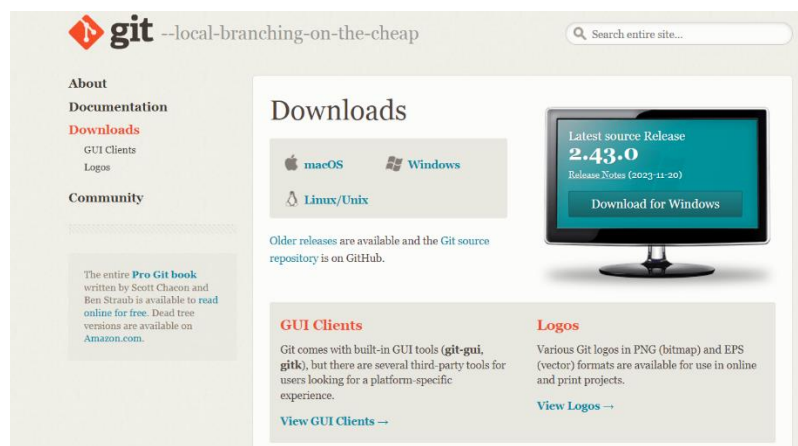 git --local-branching-on-the-cheap
Search entire site...
About
Documentation
Downloads
GUI Clients
Logos
Community
The entire Pro Git book
written by Scott Chacon and
Ben Straub is available to read
online for free. Dead tree
versions are available on
Amazon.com.
Downloads
macOS
Windows
Linux/Unix
Older releases are available and the Git source
repository is on GitHub.
Latest source Release
2.43.0
Release Notes (2023-11-20)
Download for Windows
GUI Clients
Git comes with built-in GUI tools (git-gui,
gitk), but there are several third-party tools for
users looking for a platform-specific
experience.
View GUI Clients →
Logos
Various Git logos in PNG (bitmap) and EPS
(vector) formats are available for use in online
and print projects.
View Logos →